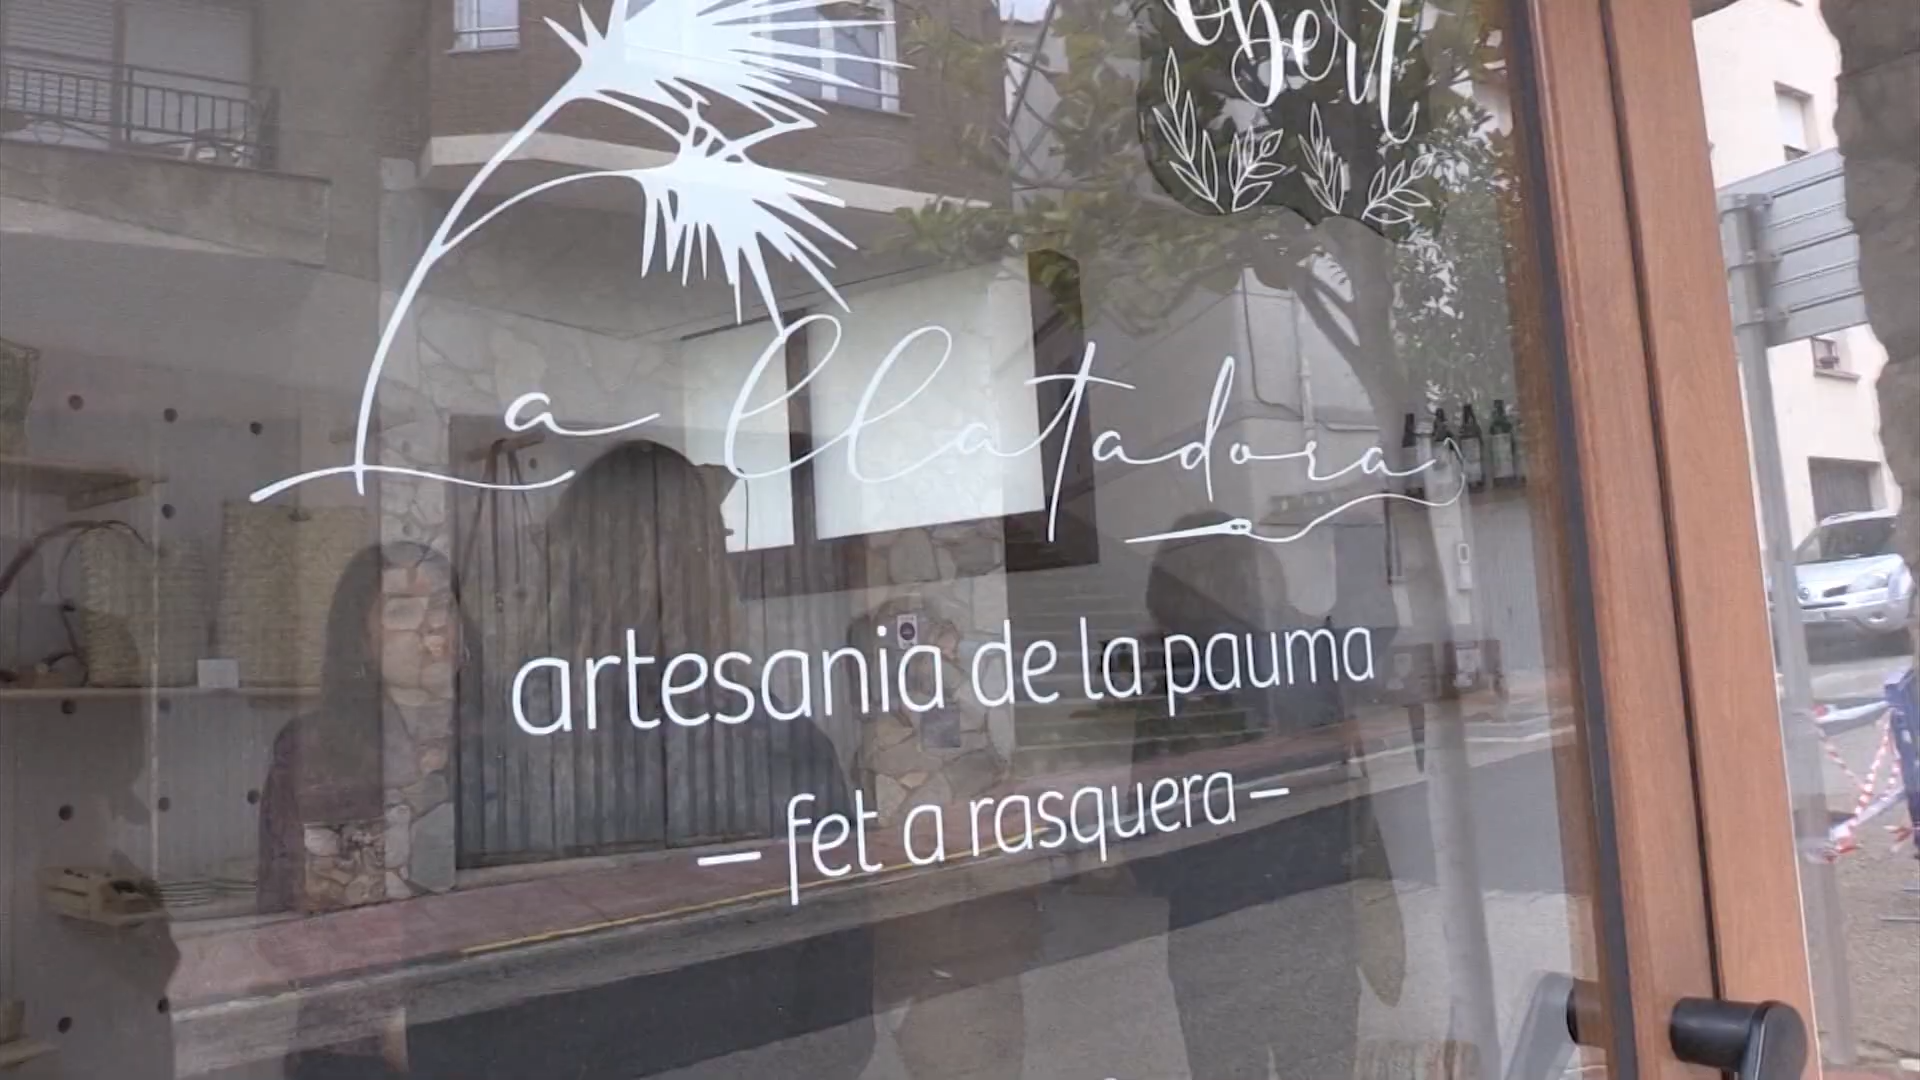 obert
La llatadora
artesania de la pauma
– fet a rasquera –